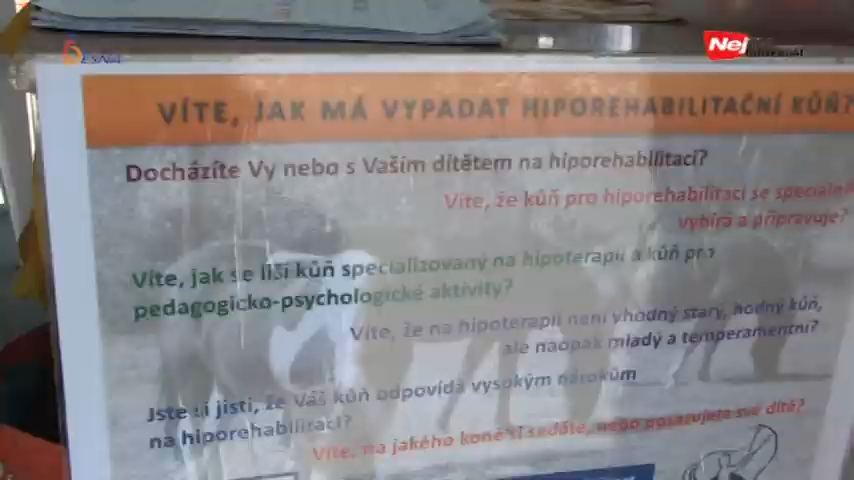 Nej
VÍTE, JAK MÁ VYPADAT HIPOREHABILITAČNÍ KŮŇ?
Docházíte Vy nebo s Vaším dítětem na hiporehabilitaci?
Víte, že kůň pro hiporehabilitaci se speciálně
vybírá a připravuje?
Víte, jak se liší kůň specializovaný na hipoterapii a kůň pro
pedagogicko-psychologické aktivity?
Víte, že na hipoterapii není vhodný starý, hodný kůň,
ale naopak mladý a temperamentní?
Jste si jisti, že Váš kůň odpovídá vysokým nárokům
na hiporehabilitaci?
Víte, na jakého koně si sedáte, nebo posazujete své dítě?